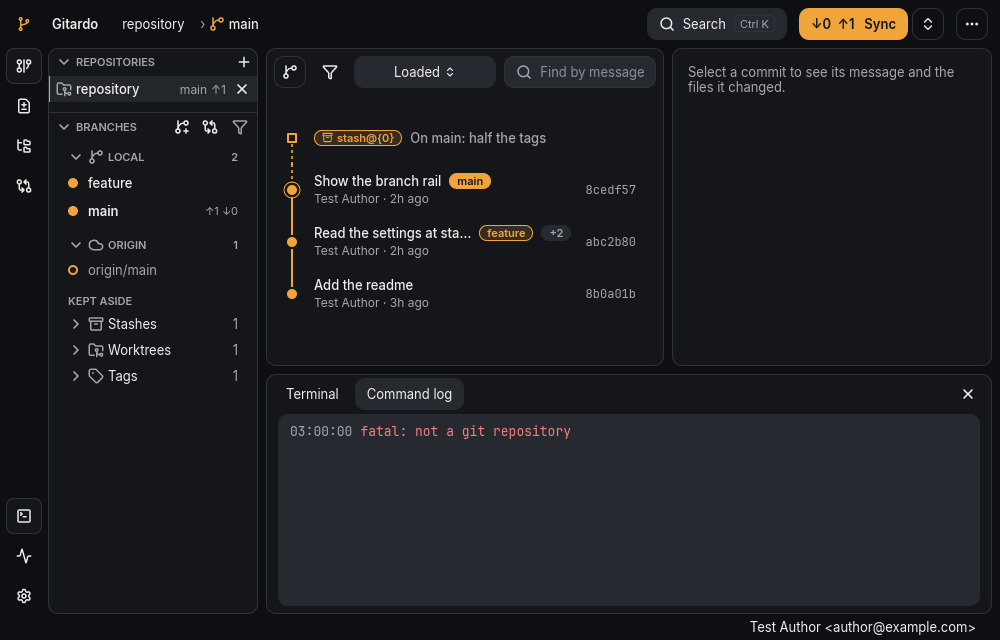 Gitardo repository main Search Ctrl K ↓0 ↑1 Sync
REPOSITORIES
repository main ↑1
BRANCHES
LOCAL 2
feature
main ↑1 ↓0
ORIGIN 1
origin/main
KEPT ASIDE
Stashes 1
Worktrees 1
Tags 1
Loaded Find by message
stash@{0} On main: half the tags
Show the branch rail main
Test Author · 2h ago 8cedf57
Read the settings at sta... feature +2
Test Author · 2h ago abc2b80
Add the readme
Test Author · 3h ago 8b0a01b
Select a commit to see its message and the
files it changed.
Terminal Command log
03:00:00 fatal: not a git repository
Test Author <author@example.com>